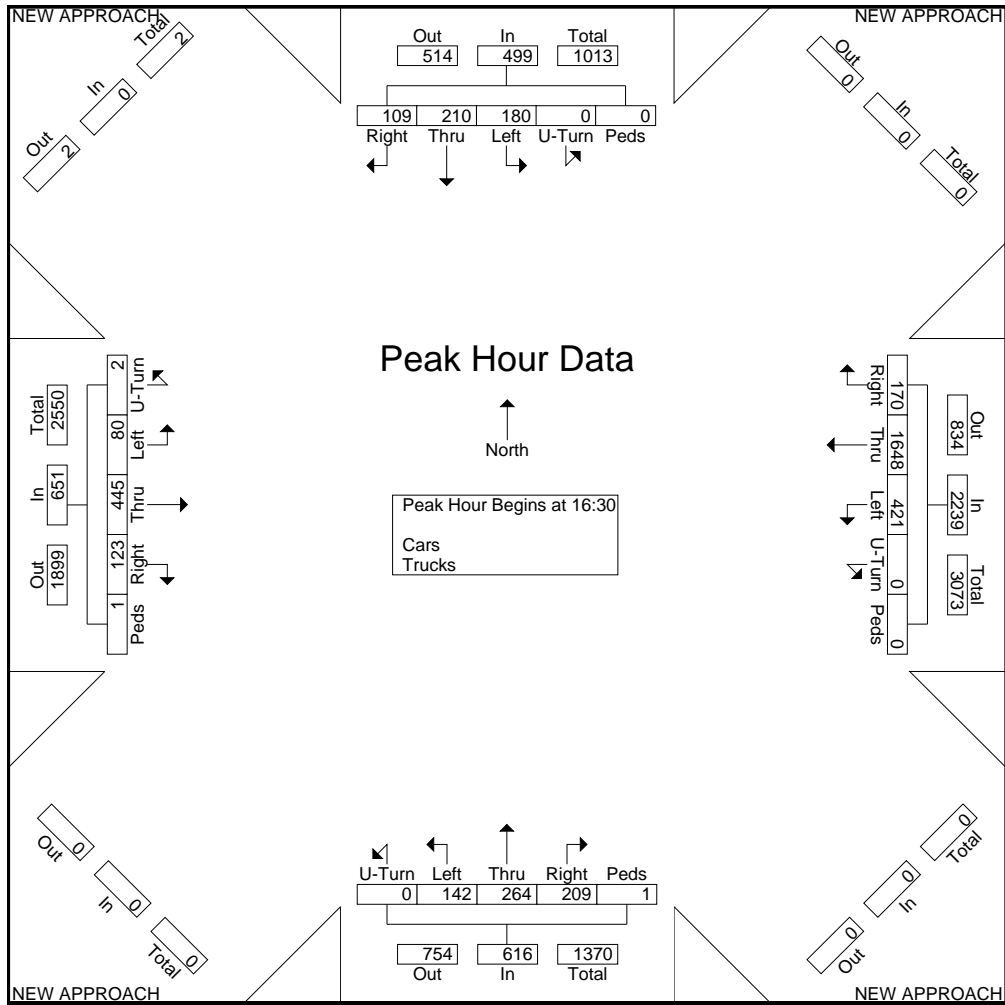 NEW APPROACH
NEW APPROACH
Total
2
In
0
Out
2
Out In Total
514 499 1013
109 210 180 0 0
Right Thru Left U-Turn Peds
Out
0
In
0
Total
0
Peak Hour Data
North
Peak Hour Begins at 16:30
Cars
Trucks
Total
2550
In
651
Out
1899
2
U-Turn
80
Left
445
Thru
123
Right
1
Peds
Right
170
Thru
1648
Left
421
U-Turn
0
Peds
0
Out
834
In
2239
Total
3073
Out
0
In
0
Total
0
U-Turn Left Thru Right Peds
0 142 264 209 1
754 616 1370
Out In Total
Total
0
In
0
Out
0
NEW APPROACH
NEW APPROACH